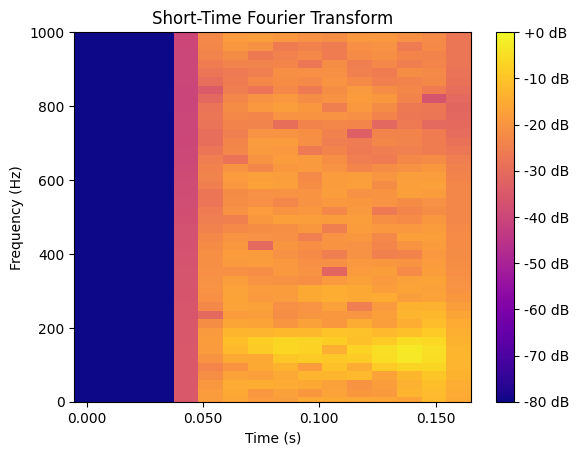 Short-Time Fourier Transform
1000
800
600
400
200
0
Frequency (Hz)
0.000
0.050
0.100
0.150
Time (s)
+0 dB
-10 dB
-20 dB
-30 dB
-40 dB
-50 dB
-60 dB
-70 dB
-80 dB